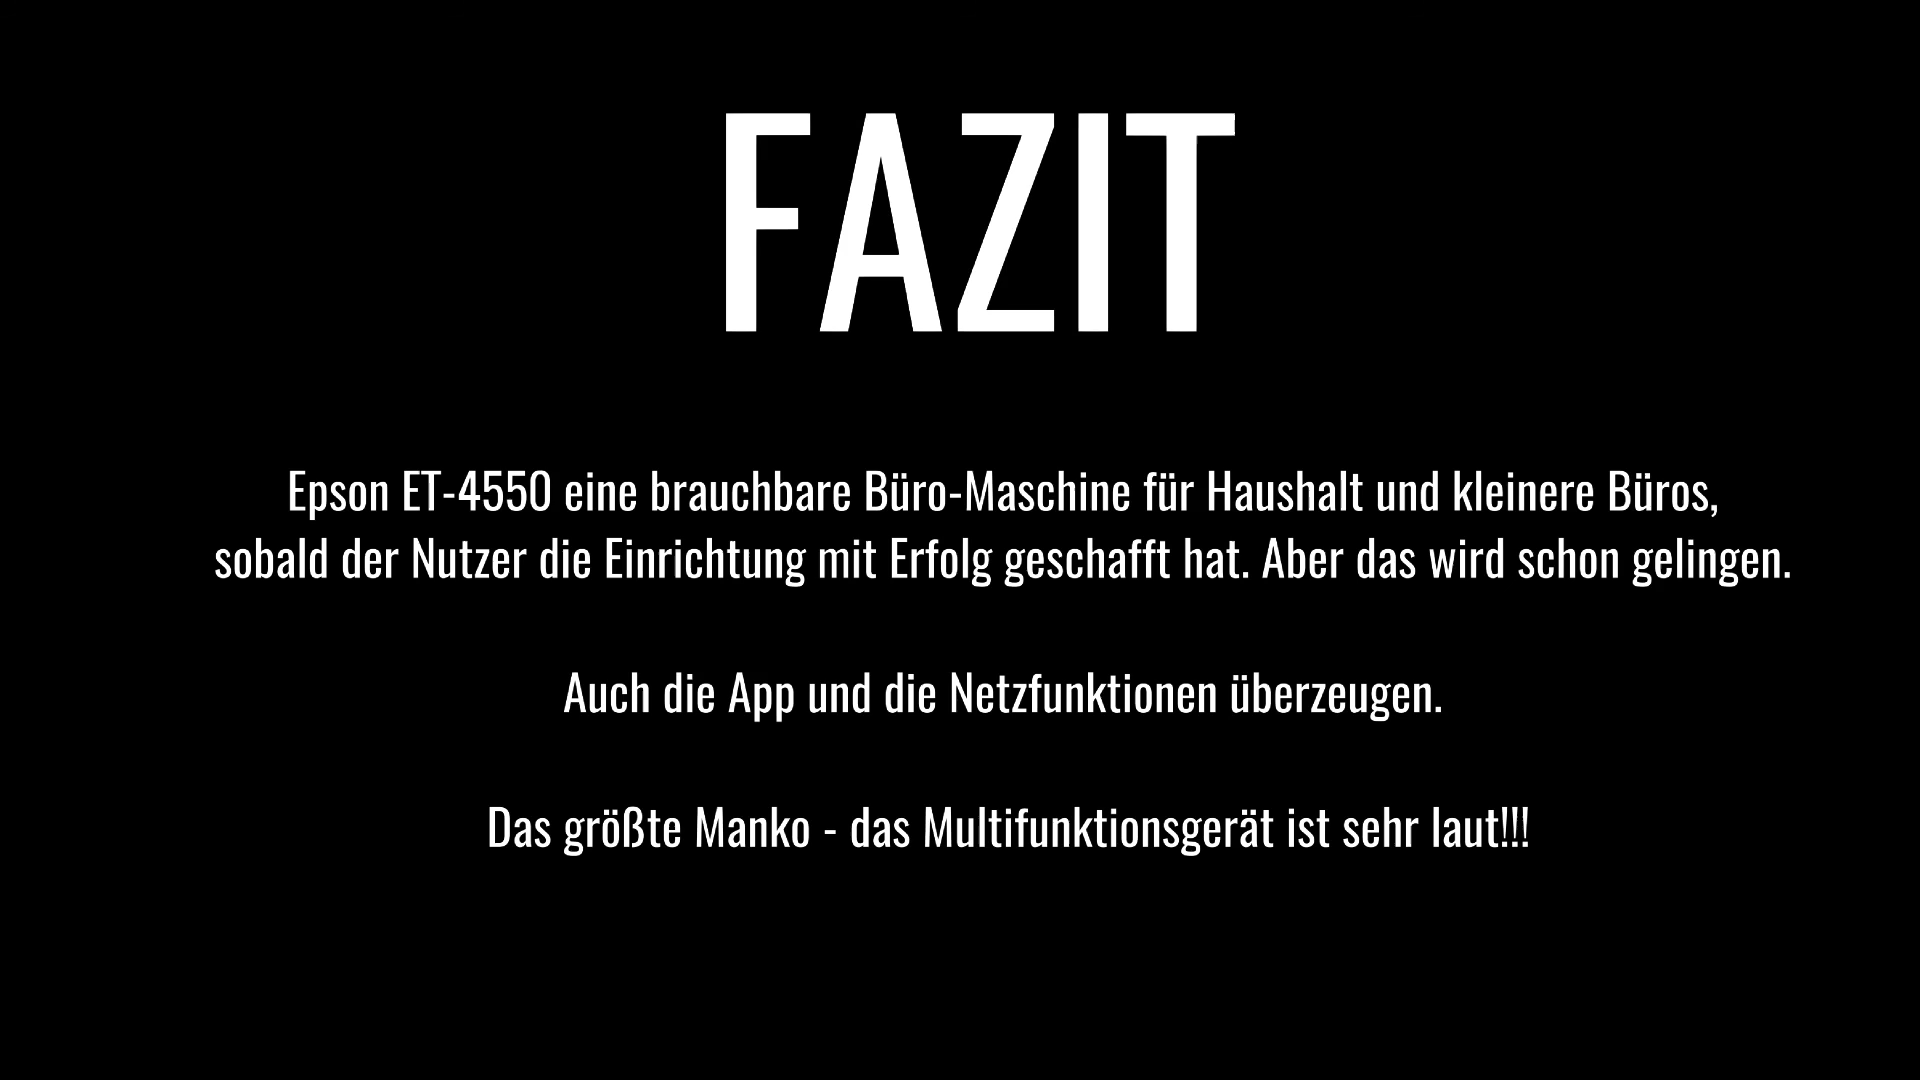 FAZIT
Epson ET-4550 eine brauchbare Büro-Maschine für Haushalt und kleinere Büros,
sobald der Nutzer die Einrichtung mit Erfolg geschafft hat. Aber das wird schon gelingen.
Auch die App und die Netzfunktionen überzeugen.
Das größte Manko - das Multifunktionsgerät ist sehr laut!!!